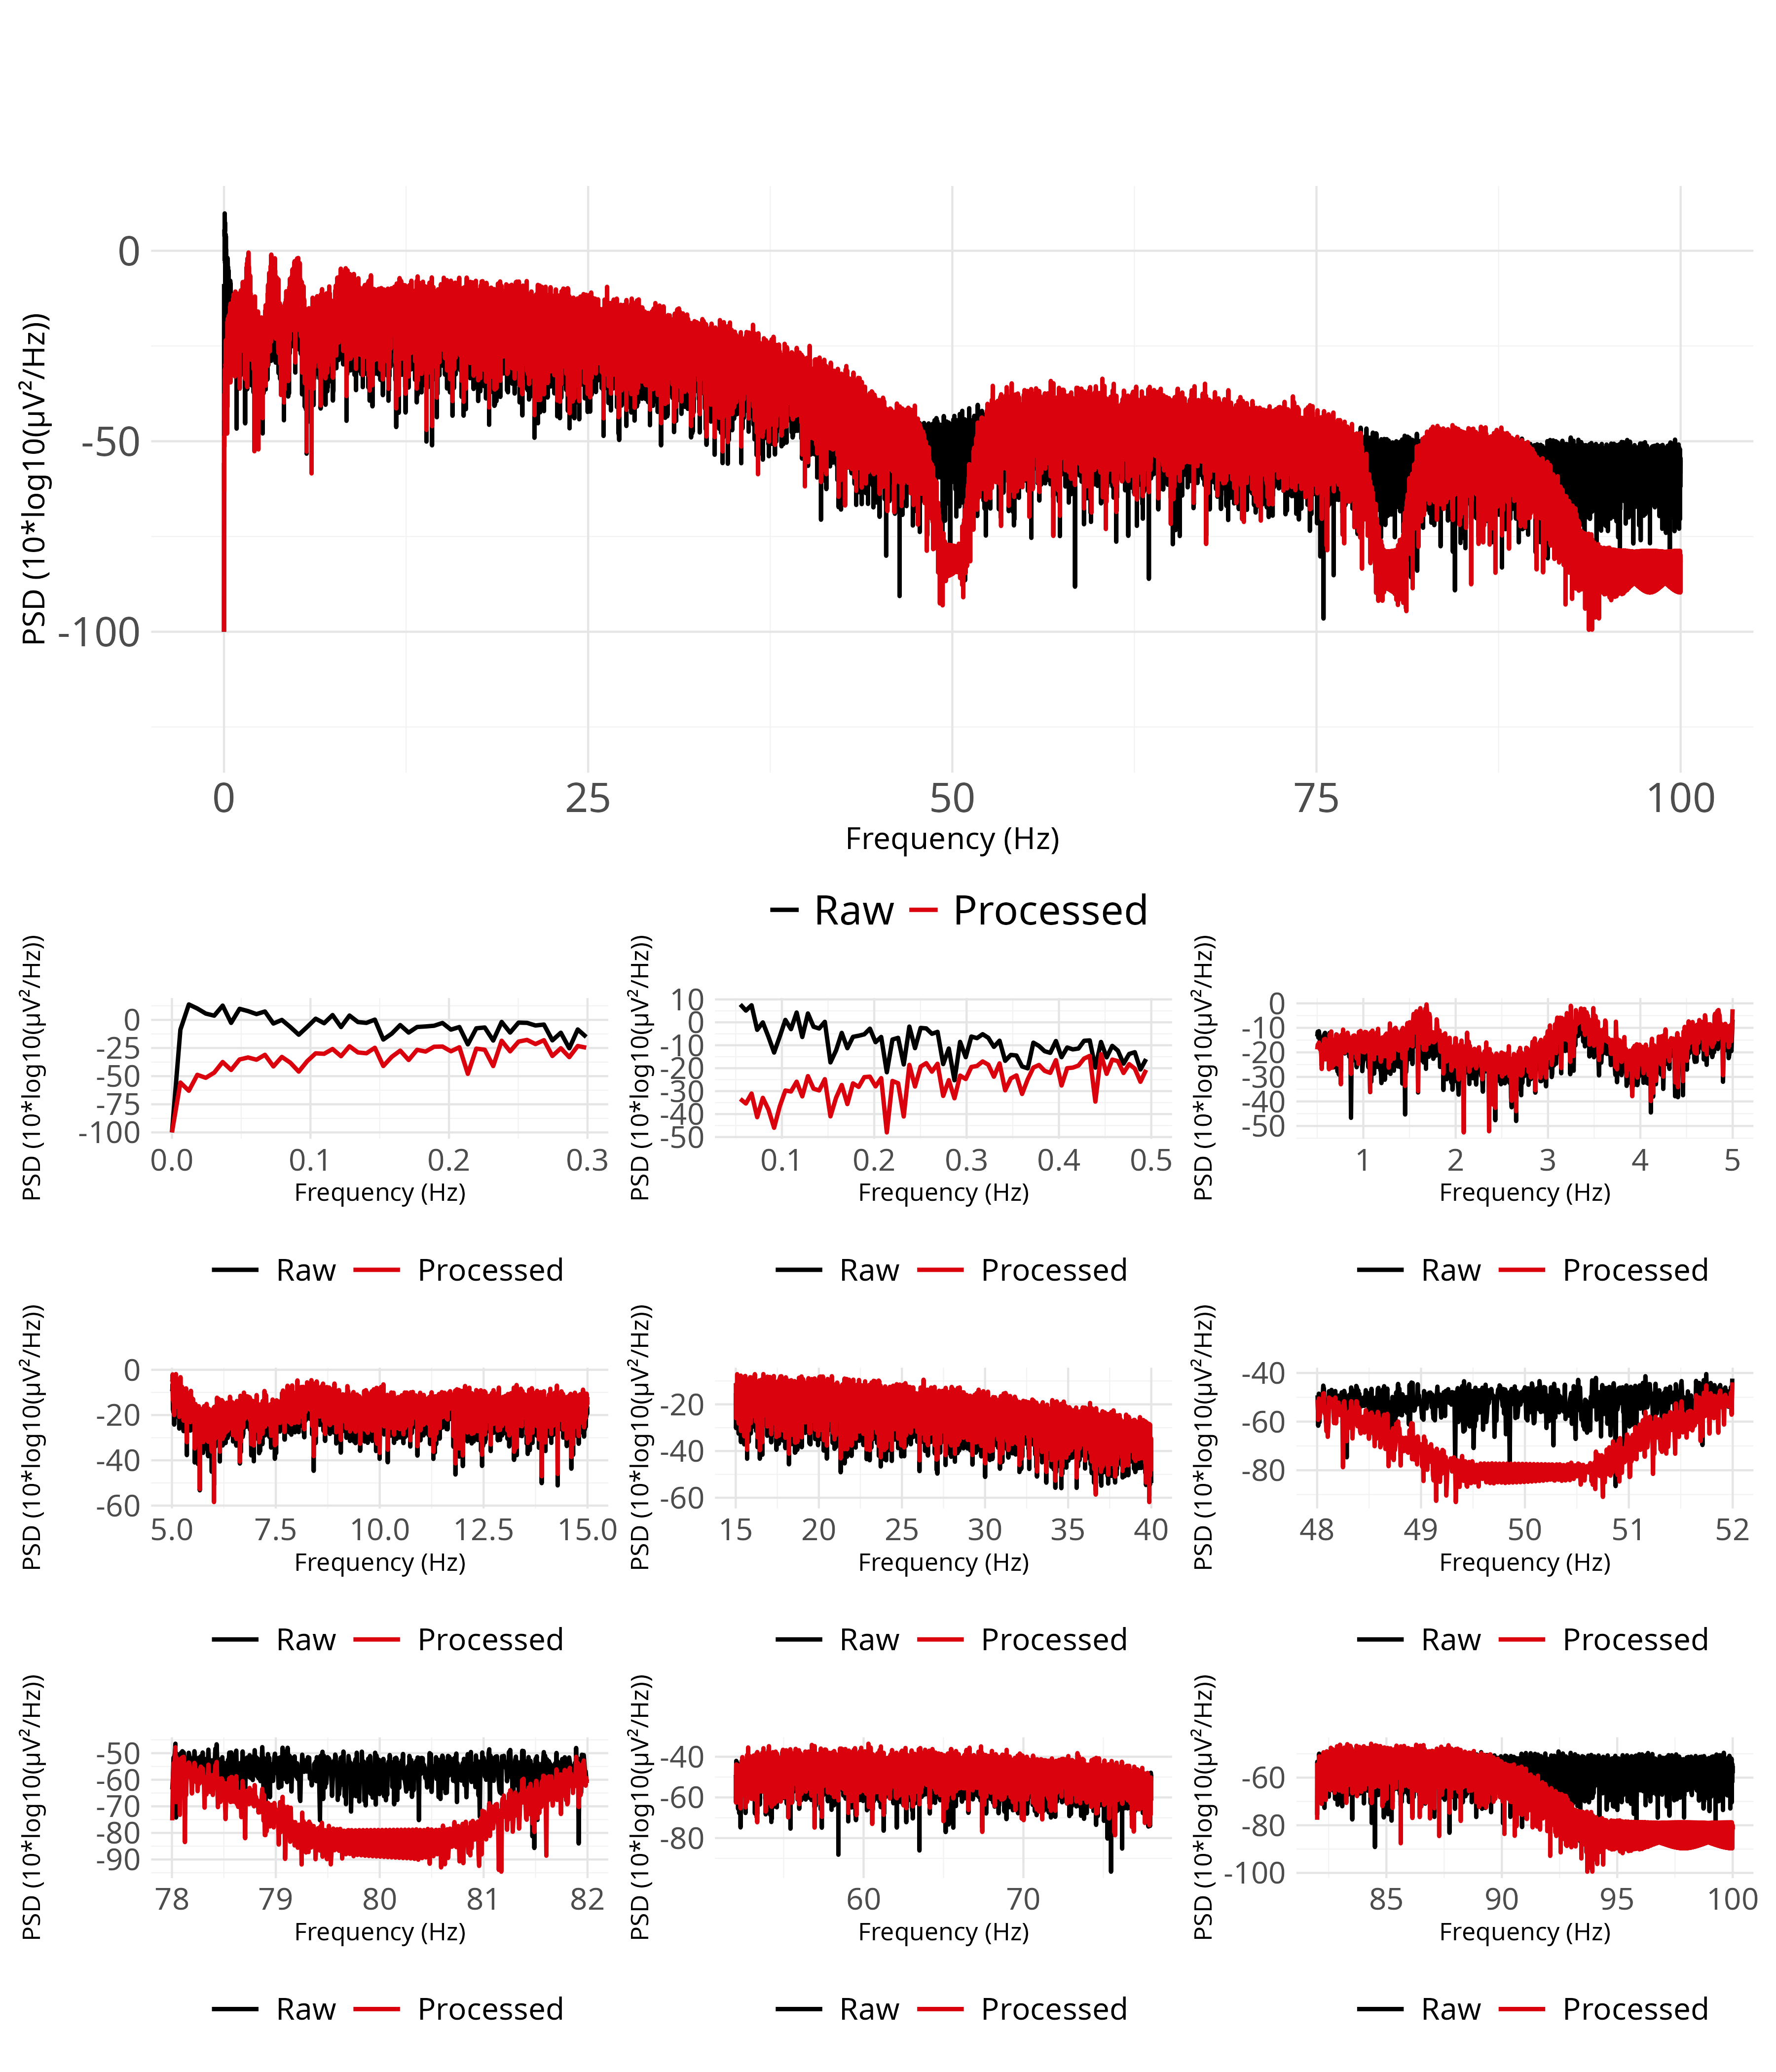 PSD (10*log10(µV²/Hz))
0
-50
-100
0 25 50 75 100
Frequency (Hz)
Raw Processed
PSD (10*log10(µV²/Hz))
0
-25
-50
-75
-100
0.0 0.1 0.2 0.3
Frequency (Hz)
Raw Processed
PSD (10*log10(µV²/Hz))
10
0
-10
-20
-30
-40
-50
0.1 0.2 0.3 0.4 0.5
Frequency (Hz)
Raw Processed
PSD (10*log10(µV²/Hz))
0
-10
-20
-30
-40
-50
1 2 3 4 5
Frequency (Hz)
Raw Processed
PSD (10*log10(µV²/Hz))
0
-20
-40
-60
5.0 7.5 10.0 12.5 15.0
Frequency (Hz)
Raw Processed
PSD (10*log10(µV²/Hz))
-20
-40
-60
15 20 25 30 35 40
Frequency (Hz)
Raw Processed
PSD (10*log10(µV²/Hz))
-40
-60
-80
48 49 50 51 52
Frequency (Hz)
Raw Processed
PSD (10*log10(µV²/Hz))
-50
-60
-70
-80
-90
78 79 80 81 82
Frequency (Hz)
Raw Processed
PSD (10*log10(µV²/Hz))
-40
-60
-80
60 70
Frequency (Hz)
Raw Processed
PSD (10*log10(µV²/Hz))
-60
-80
-100
85 90 95 100
Frequency (Hz)
Raw Processed